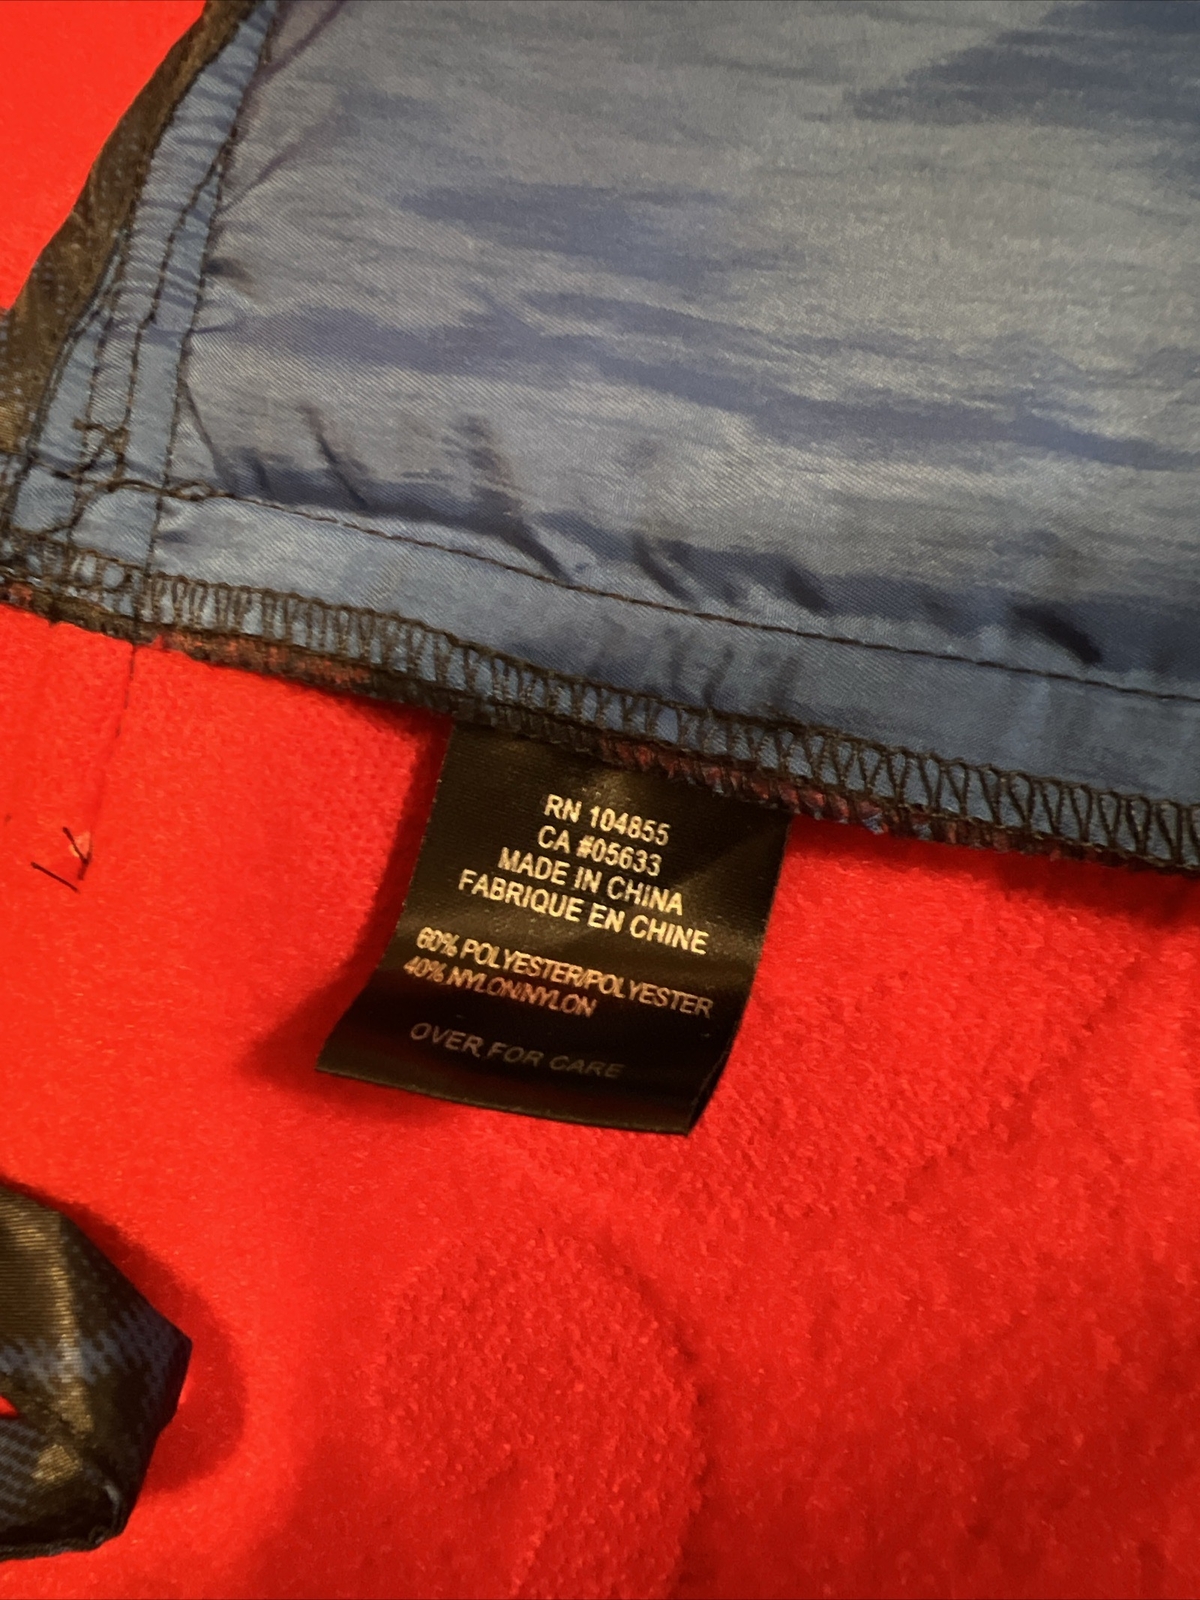 RN 104855
CA #05633
MADE IN CHINA
FABRIQUE EN CHINE
60% POLYESTER/POLYESTER
40% NYLON/NYLON
OVER FOR CARE